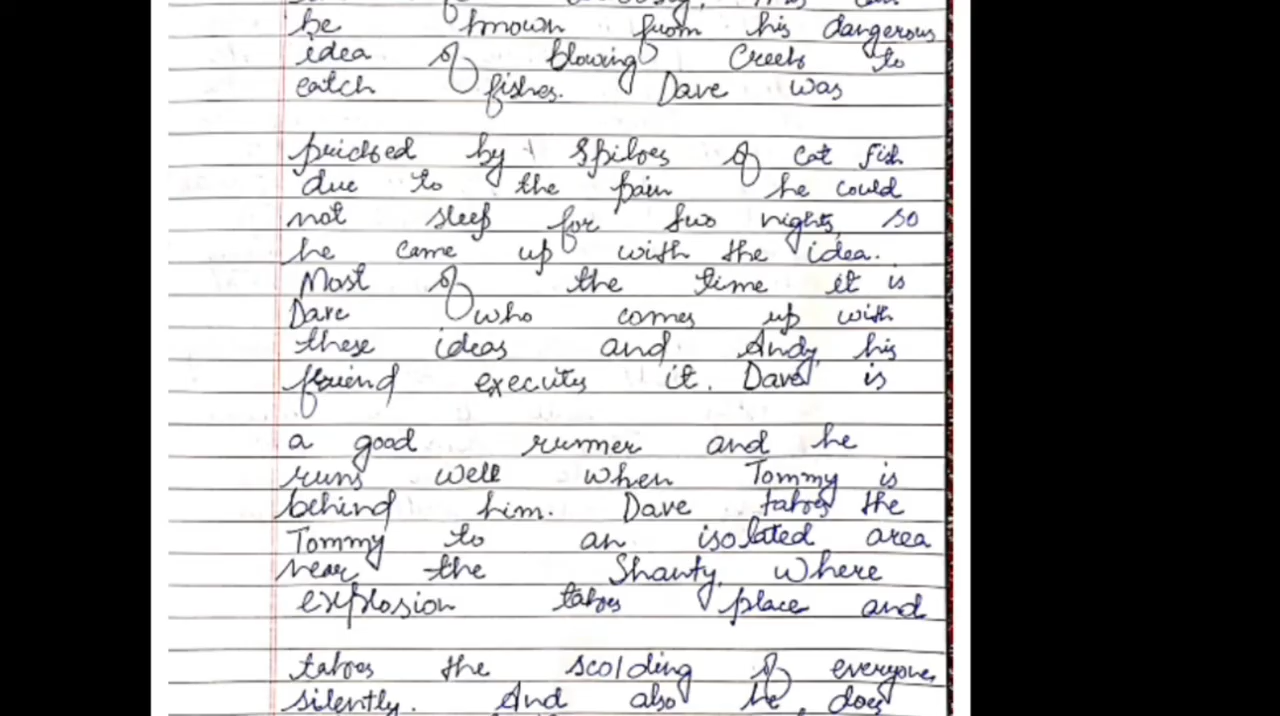 be known from his dangerous
idea of blowing Creek to
catch fishes. Dave was
pricked by Spikes of cat fish
due to the pain he could
not sleep for two nights, so
he came up with the idea.
Most of the time it is
Dave who comes up with
these ideas and Andy, his
friend executes it. Dave is
a good runner and he
runs well when Tommy is
behind him. Dave takes the
Tommy to an isolated area
near the Shanty, where
explosion takes place and
takes the scolding of everyone,
silently. And also he does